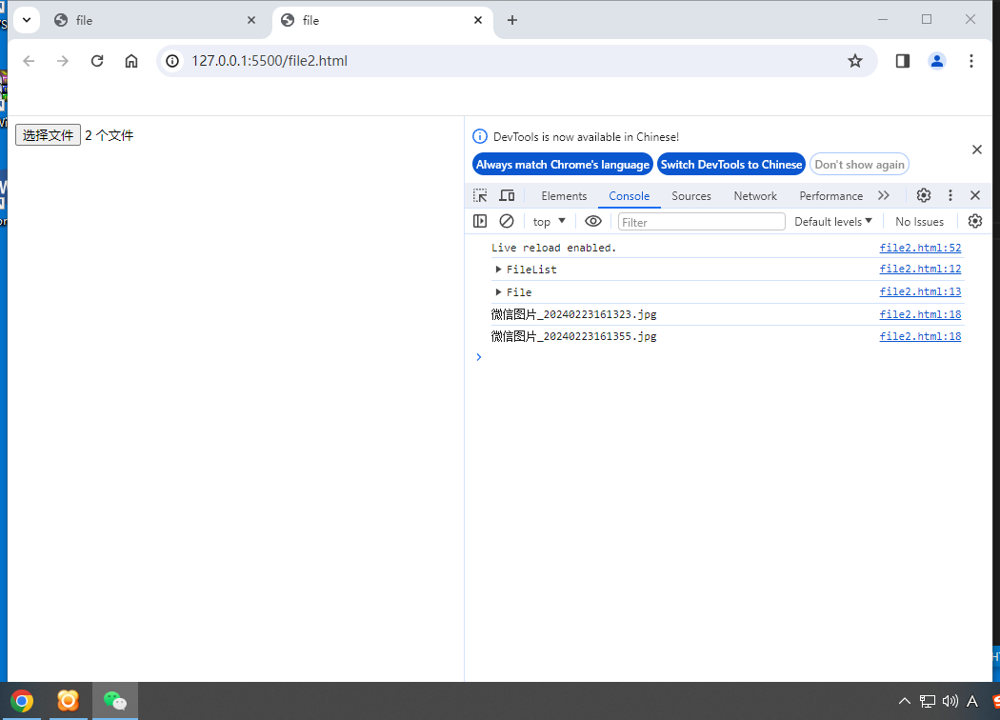 file
file
127.0.0.1:5500/file2.html
选择文件 2 个文件
DevTools is now available in Chinese!
Always match Chrome's language Switch DevTools to Chinese Don't show again
Elements Console Sources Network Performance
top Filter Default levels No Issues
Live reload enabled. file2.html:52
FileList file2.html:12
File file2.html:13
微信图片_20240223161323.jpg file2.html:18
微信图片_20240223161355.jpg file2.html:18
A